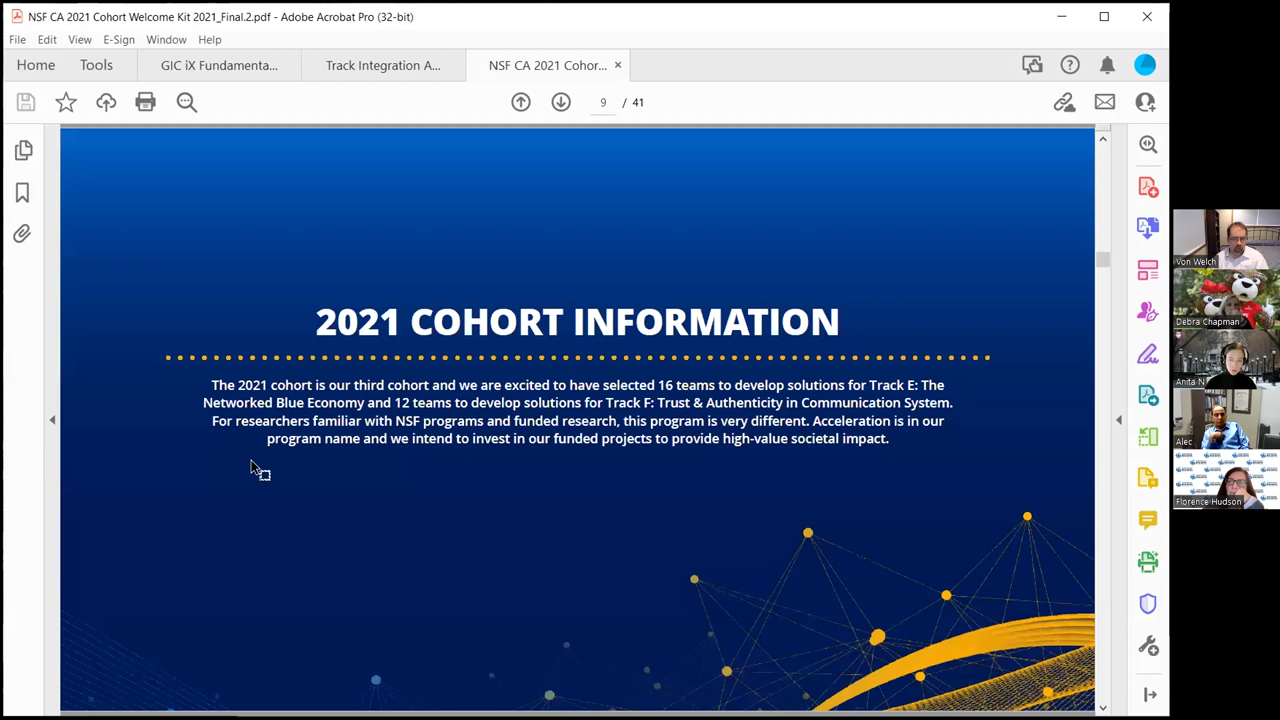 NSF CA 2021 Cohort Welcome Kit 2021_Final.2.pdf - Adobe Acrobat Pro (32-bit)
File Edit View E-Sign Window Help
Home Tools GIC iX Fundamenta... Track Integration A... NSF CA 2021 Cohor... ×
9 / 41
2021 COHORT INFORMATION
The 2021 cohort is our third cohort and we are excited to have selected 16 teams to develop solutions for Track E: The
Networked Blue Economy and 12 teams to develop solutions for Track F: Trust & Authenticity in Communication System.
For researchers familiar with NSF programs and funded research, this program is very different. Acceleration is in our
program name and we intend to invest in our funded projects to provide high-value societal impact.
Von Welch
Debra Chapman
Anita N
Alec
Florence Hudson